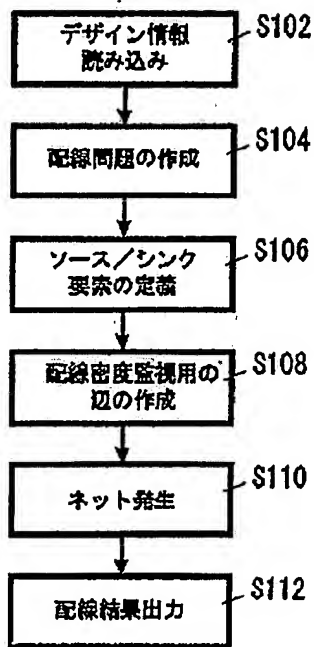 デザイン情報
読み込み
S102
配線問題の作成
S104
ソース/シンク
要素の定義
S106
配線密度監視用の
辺の作成
S108
ネット発生
S110
配線結果出力
S112